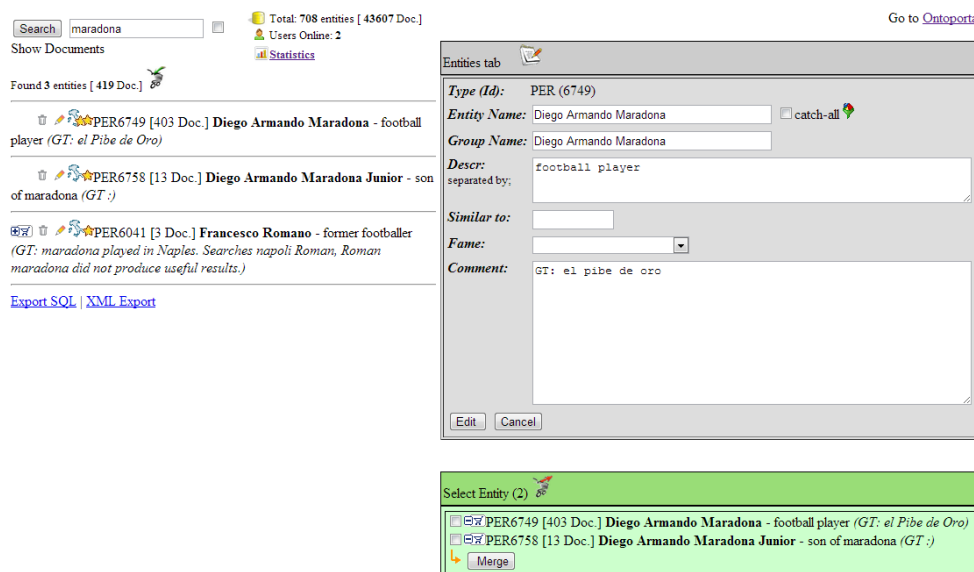 Search maradona
Show Documents
Total: 708 entities [ 43607 Doc.]
Users Online: 2
Statistics
Go to Ontoporta
Found 3 entities [ 419 Doc.]
PER6749 [403 Doc.] Diego Armando Maradona - football
player (GT: el Pibe de Oro)
PER6758 [13 Doc.] Diego Armando Maradona Junior - son
of maradona (GT :)
PER6041 [3 Doc.] Francesco Romano - former footballer
(GT: maradona played in Naples. Searches napoli Roman, Roman
maradona did not produce useful results.)
Export SQL | XML Export
Entities tab
Type (Id): PER (6749)
Entity Name: Diego Armando Maradona catch-all
Group Name: Diego Armando Maradona
Descr: football player
separated by;
Similar to:
Fame:
Comment: GT: el pibe de oro
Edit Cancel
Select Entity (2)
PER6749 [403 Doc.] Diego Armando Maradona - football player (GT: el Pibe de Oro)
PER6758 [13 Doc.] Diego Armando Maradona Junior - son of maradona (GT :)
Merge